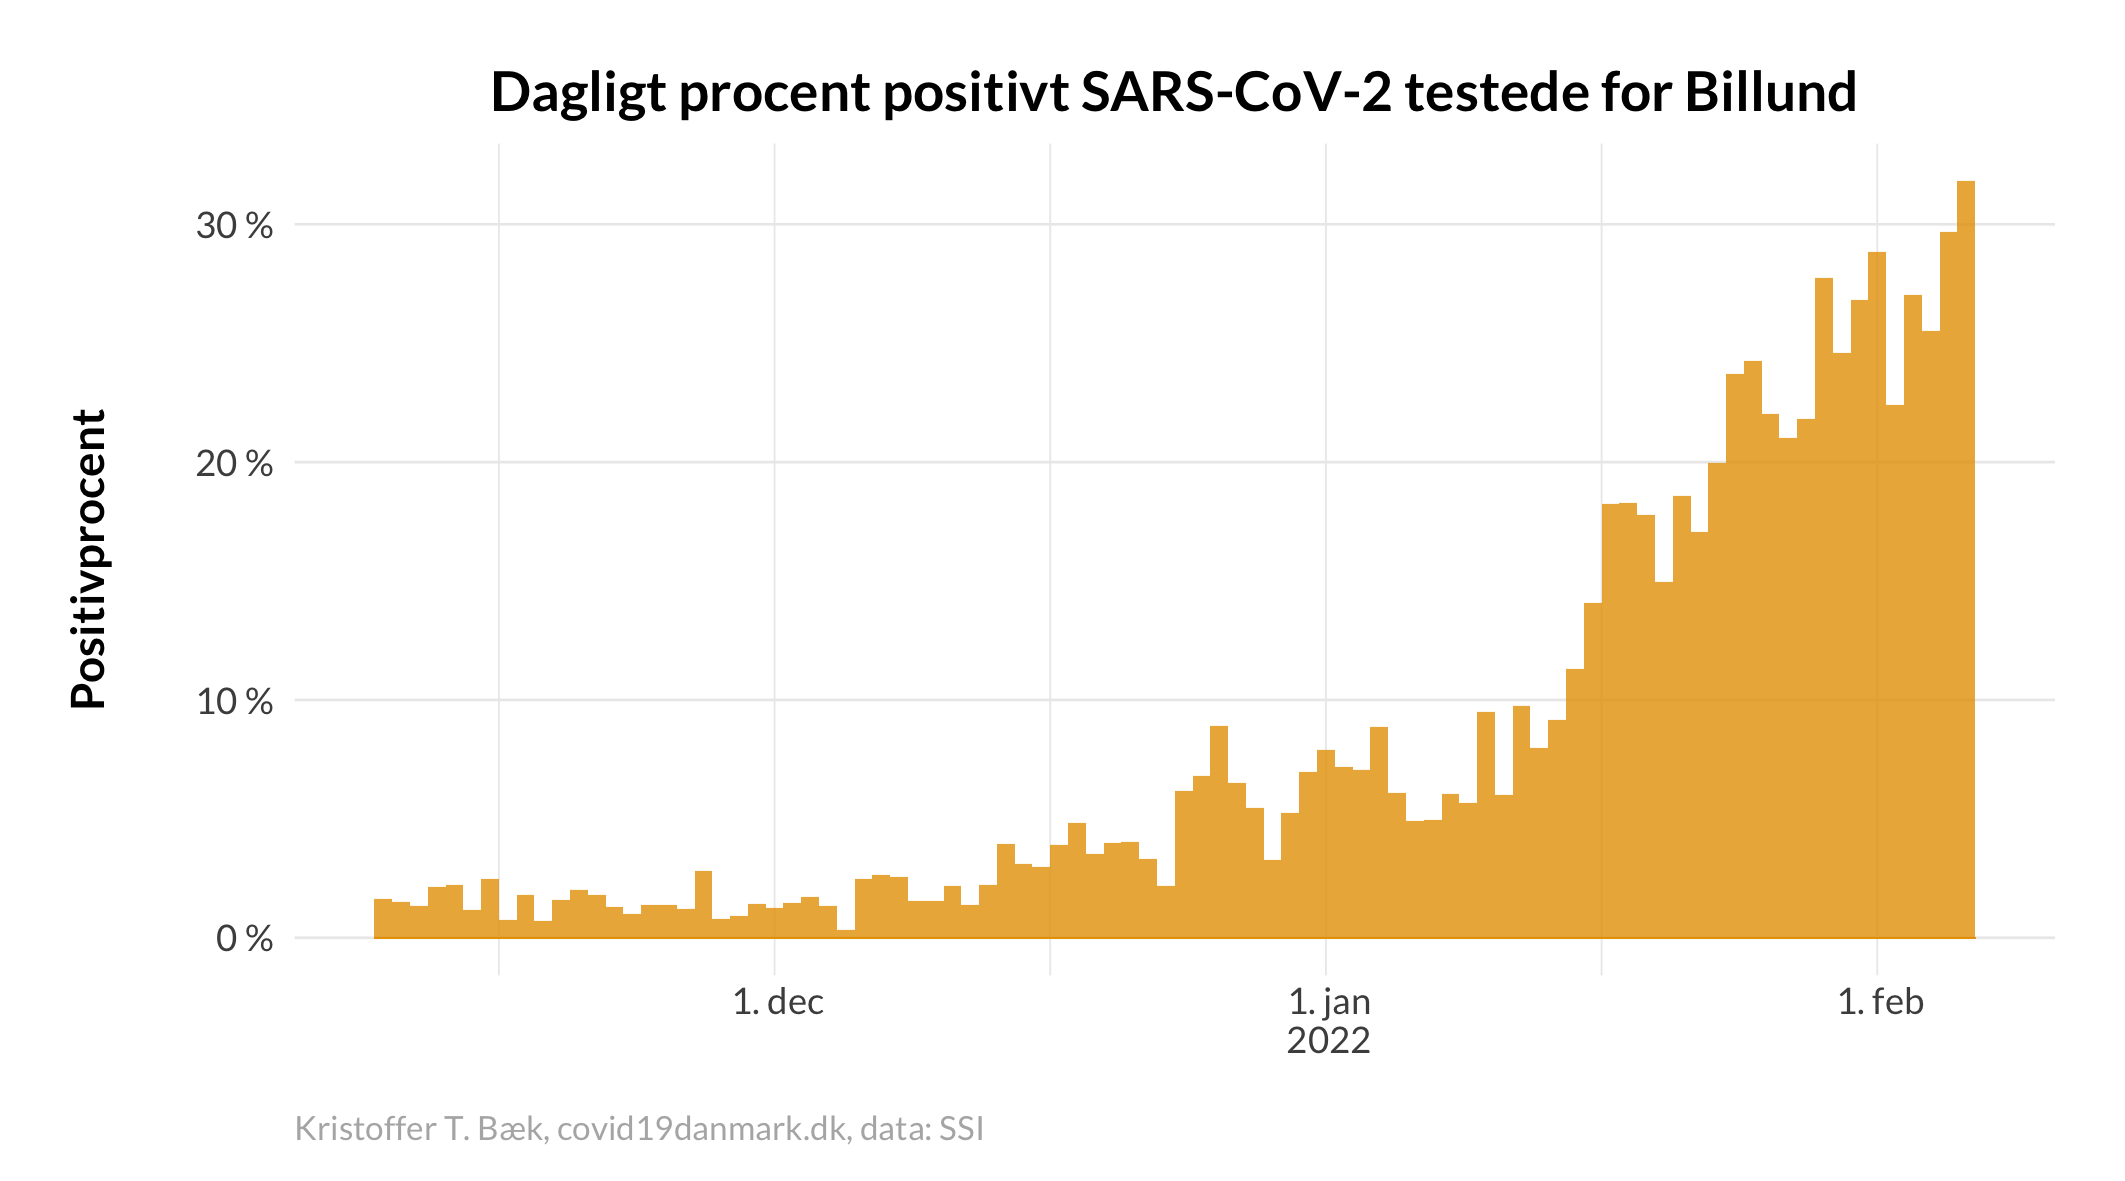 Dagligt procent positivt SARS-CoV-2 testede for Billund
Positivprocent
30 %
20 %
10 %
0 %
1. dec
1. jan
2022
1. feb
Kristoffer T. Bæk, covid19danmark.dk, data: SSI